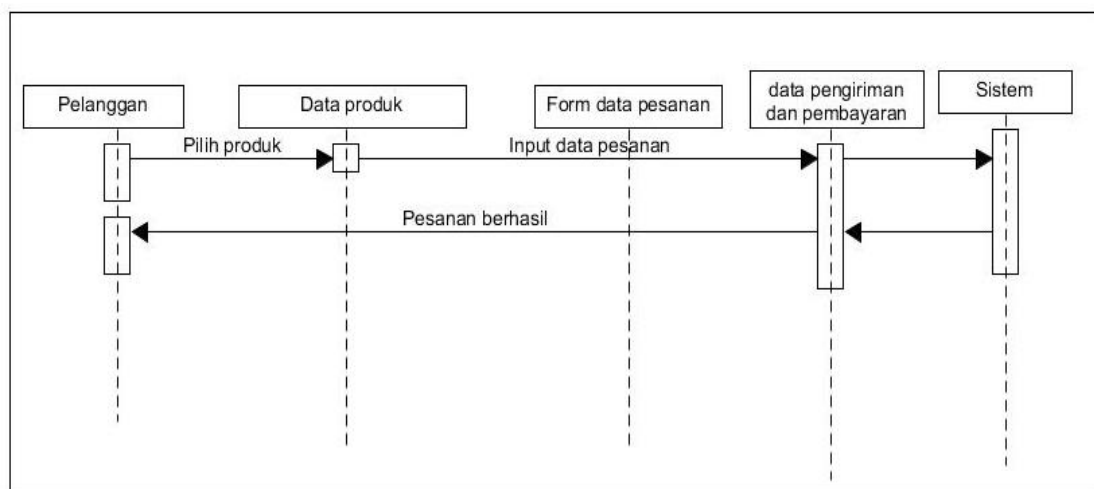 Pelanggan
Data produk
Form data pesanan
data pengiriman
dan pembayaran
Sistem
Pilih produk
Input data pesanan
Pesanan berhasil